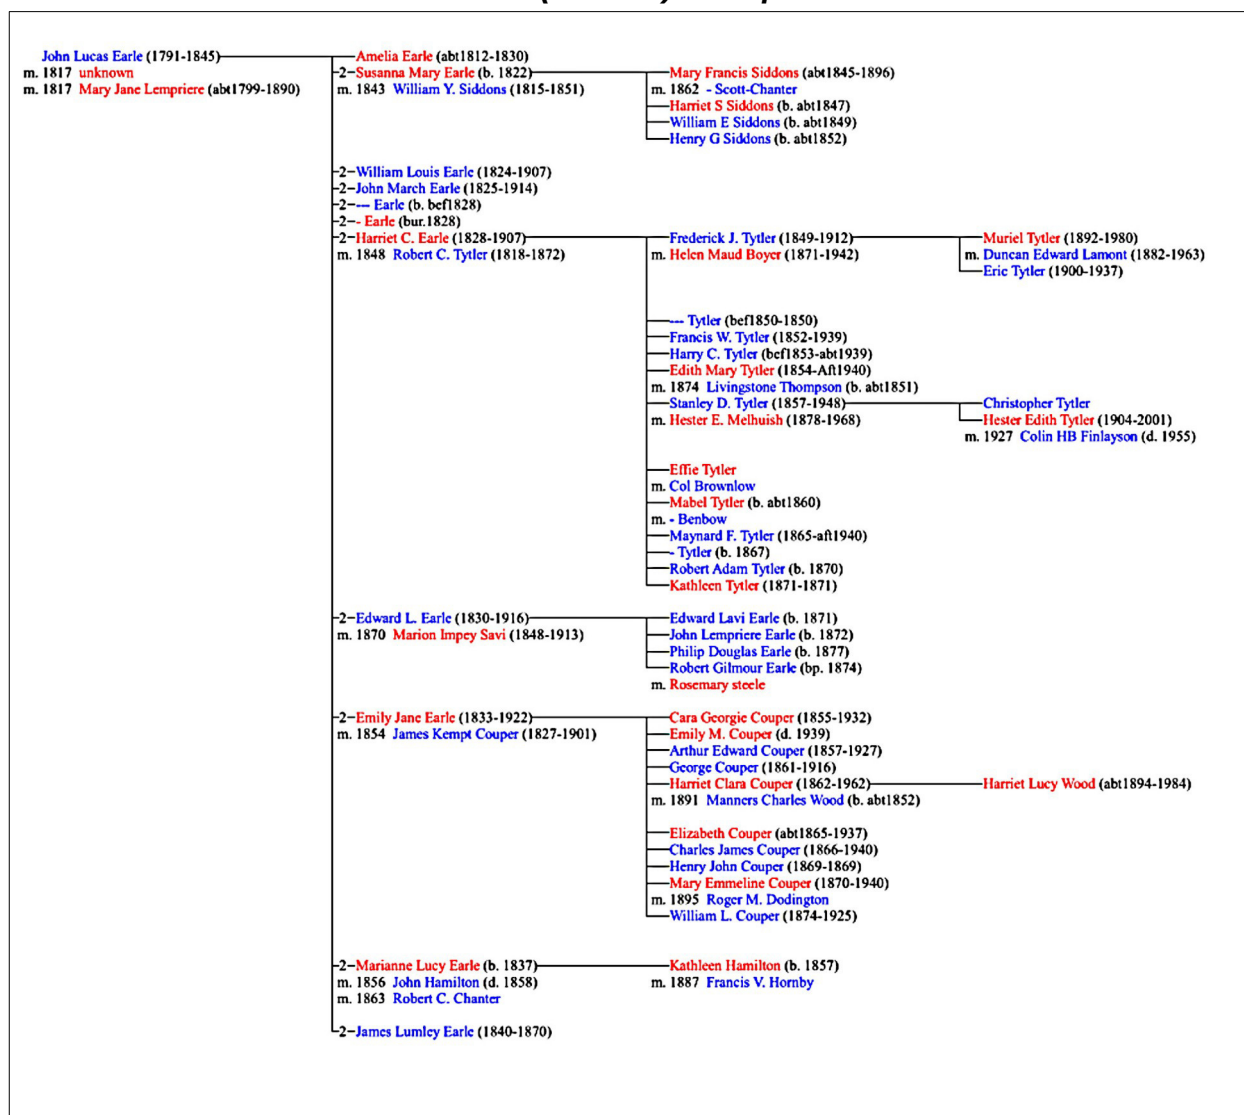 John Lucas Earle (1791-1845)
m. 1817 unknown
m. 1817 Mary Jane Lempriere (abt1799-1890)
Amelia Earle (abt1812-1830)
2-Susanna Mary Earle (b. 1822)
m. 1843 William Y. Siddons (1815-1851)
Mary Francis Siddons (abt1845-1896)
m. 1862 - Scott-Chanter
Harriet S Siddons (b. abt1847)
William E Siddons (b. abt1849)
Henry G Siddons (b. abt1852)
2-William Louis Earle (1824-1907)
2-John March Earle (1825-1914)
2---- Earle (b. bef1828)
2-- Earle (bur.1828)
2-Harriet C. Earle (1828-1907)
m. 1848 Robert C. Tytler (1818-1872)
Frederick J. Tytler (1849-1912)
m. Helen Maud Boyer (1871-1942)
Muriel Tytler (1892-1980)
m. Duncan Edward Lamont (1882-1963)
Eric Tytler (1900-1937)
--- Tytler (bef1850-1850)
Francis W. Tytler (1852-1939)
Harry C. Tytler (bef1853-abt1939)
Edith Mary Tytler (1854-Aft1940)
m. 1874 Livingstone Thompson (b. abt1851)
Stanley D. Tytler (1857-1948)
m. Hester E. Melhuish (1878-1968)
Christopher Tytler
Hester Edith Tytler (1904-2001)
m. 1927 Colin HB Finlayson (d. 1955)
Effie Tytler
m. Col Brownlow
Mabel Tytler (b. abt1860)
m. - Benbow
Maynard F. Tytler (1865-aft1940)
- Tytler (b. 1867)
Robert Adam Tytler (b. 1870)
Kathleen Tytler (1871-1871)
2-Edward L. Earle (1830-1916)
m. 1870 Marion Impey Savi (1848-1913)
Edward Lavi Earle (b. 1871)
John Lempriere Earle (b. 1872)
Philip Douglas Earle (b. 1877)
Robert Gilmour Earle (bp. 1874)
m. Rosemary steele
2-Emily Jane Earle (1833-1922)
m. 1854 James Kempt Couper (1827-1901)
Cara Georgie Couper (1855-1932)
Emily M. Couper (d. 1939)
Arthur Edward Couper (1857-1927)
George Couper (1861-1916)
Harriet Clara Couper (1862-1962)
m. 1891 Manners Charles Wood (b. abt1852)
Harriet Lucy Wood (abt1894-1984)
Elizabeth Couper (abt1865-1937)
Charles James Couper (1866-1940)
Henry John Couper (1869-1869)
Mary Emmeline Couper (1870-1940)
m. 1895 Roger M. Dodington
William L. Couper (1874-1925)
2-Marianne Lucy Earle (b. 1837)
m. 1856 John Hamilton (d. 1858)
m. 1863 Robert C. Chanter
Kathleen Hamilton (b. 1857)
m. 1887 Francis V. Hornby
2-James Lumley Earle (1840-1870)